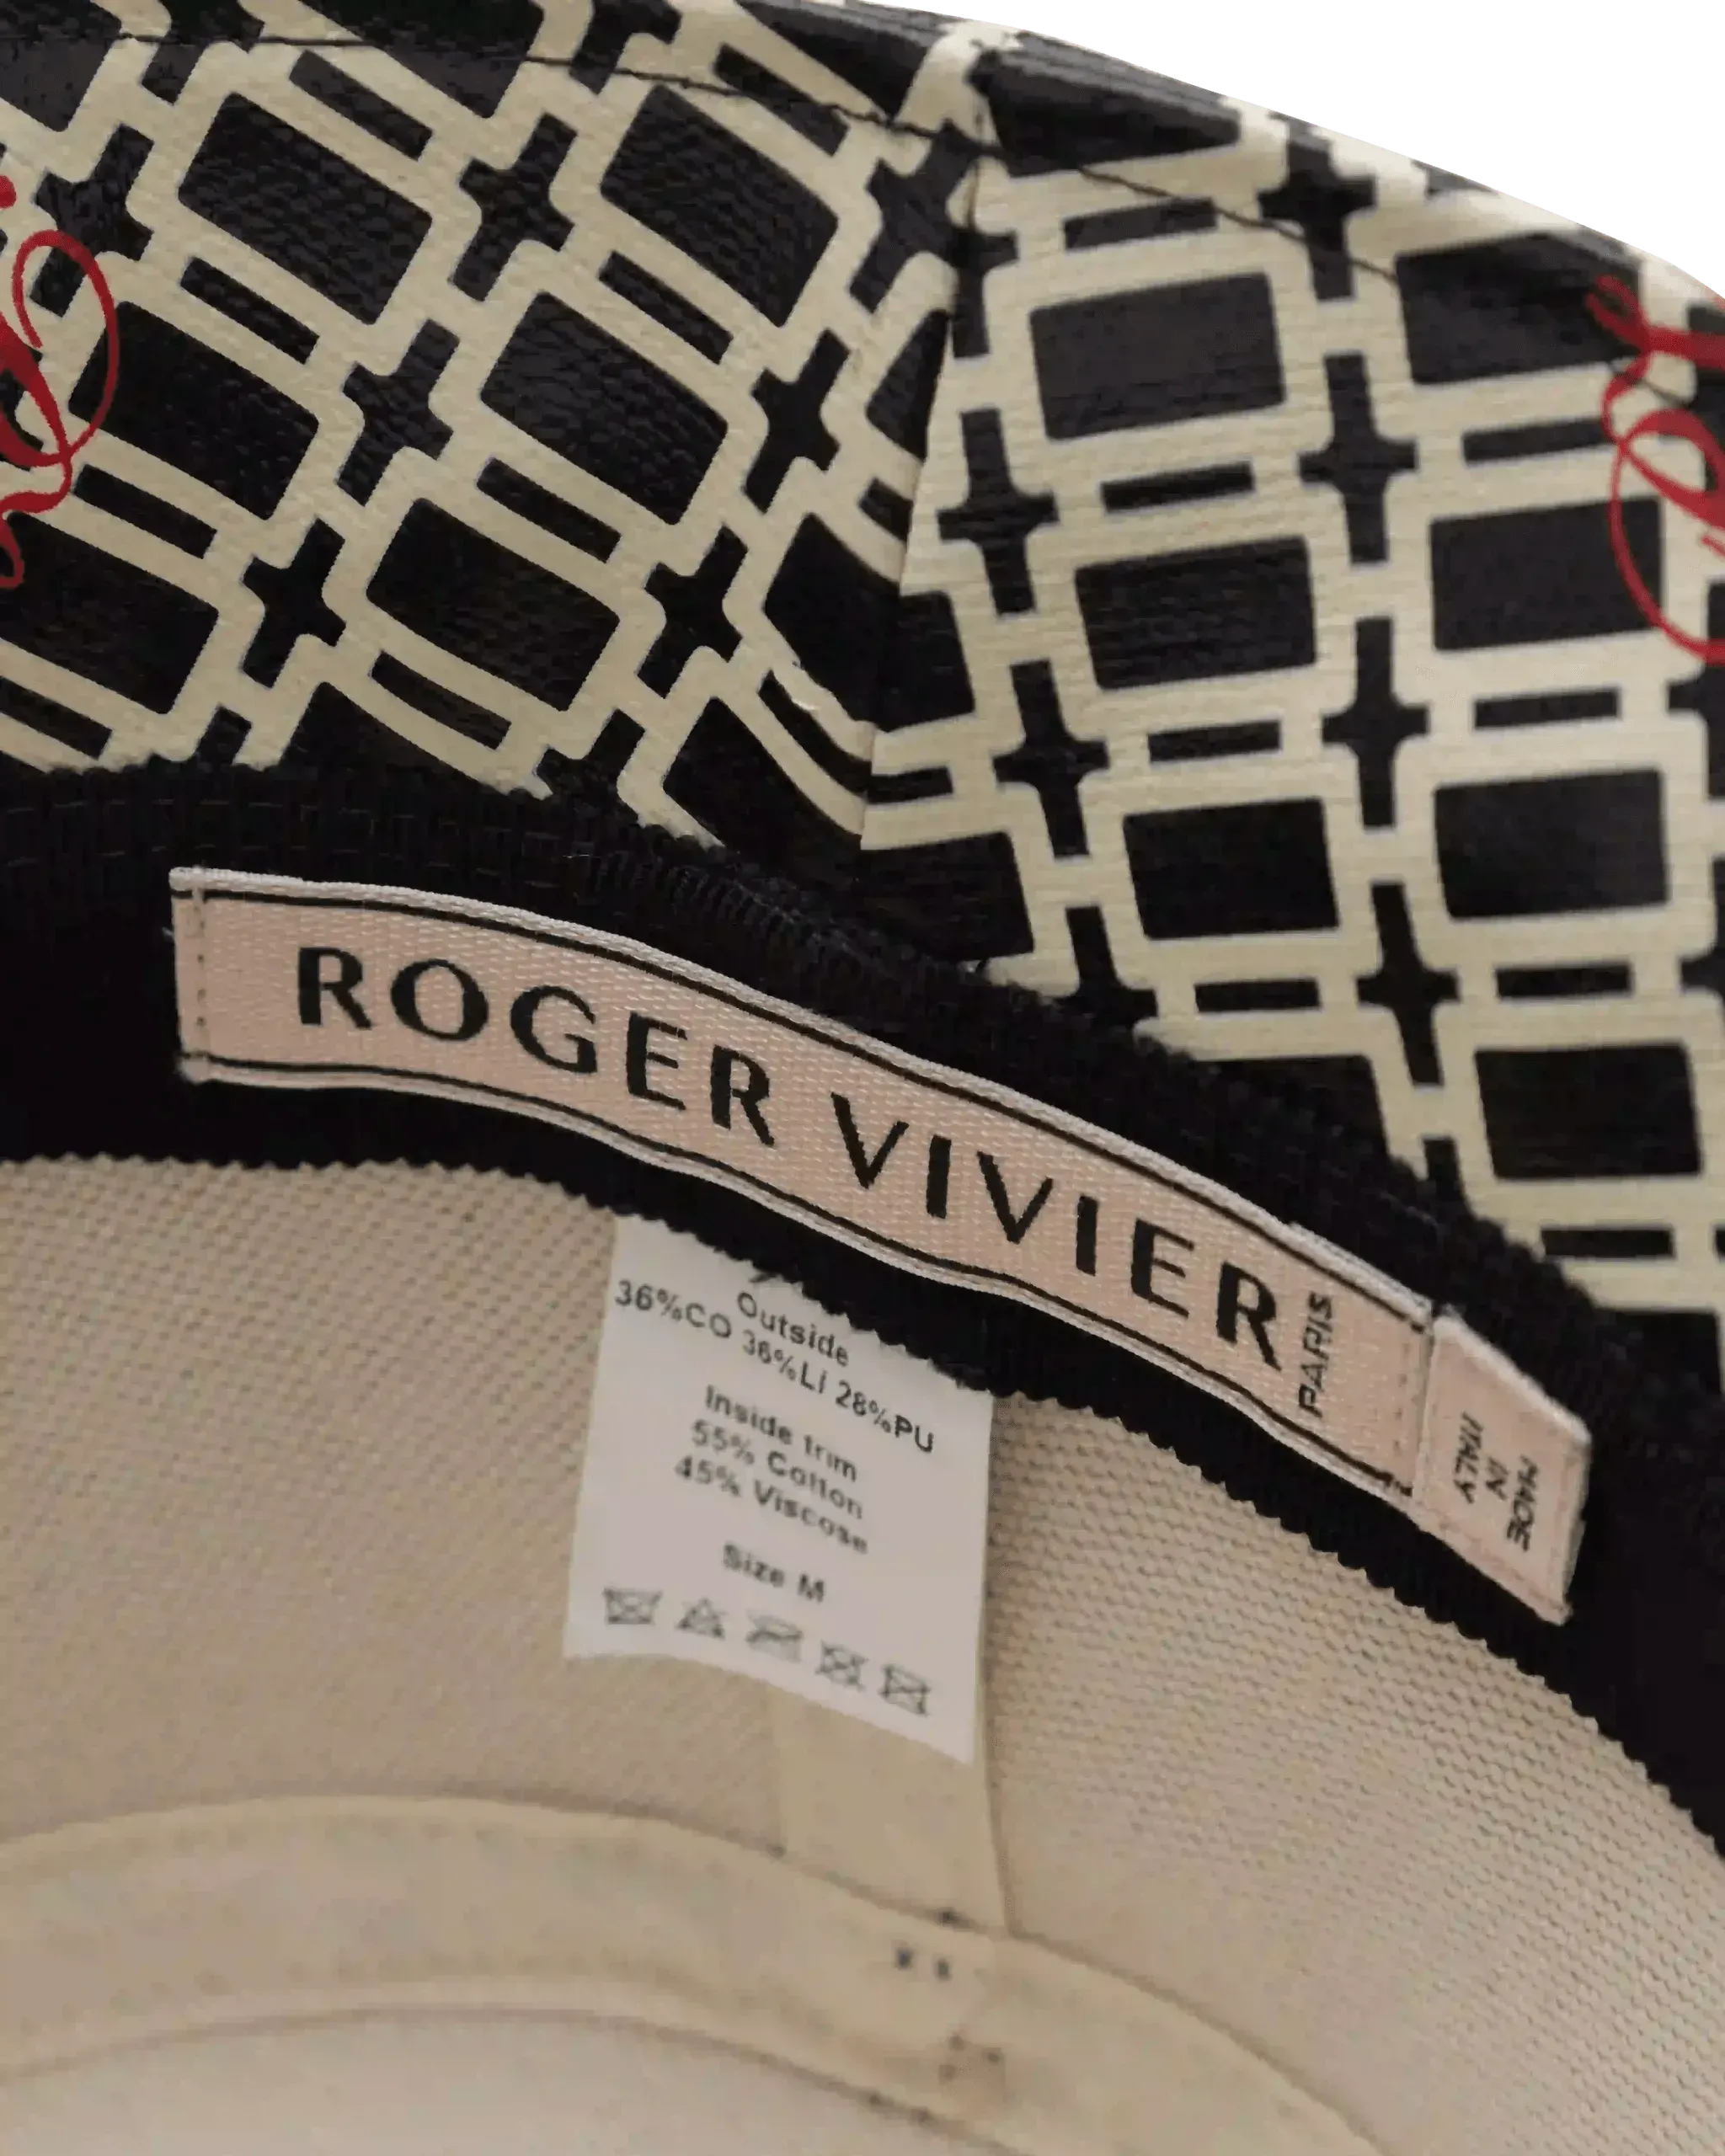 ROGER VIVIER
PARIS
MADE
IN
ITALY
Outside
36%CO 36%Li 28%PU
Inside trim
55% Cotton
45% Viscose
Size M